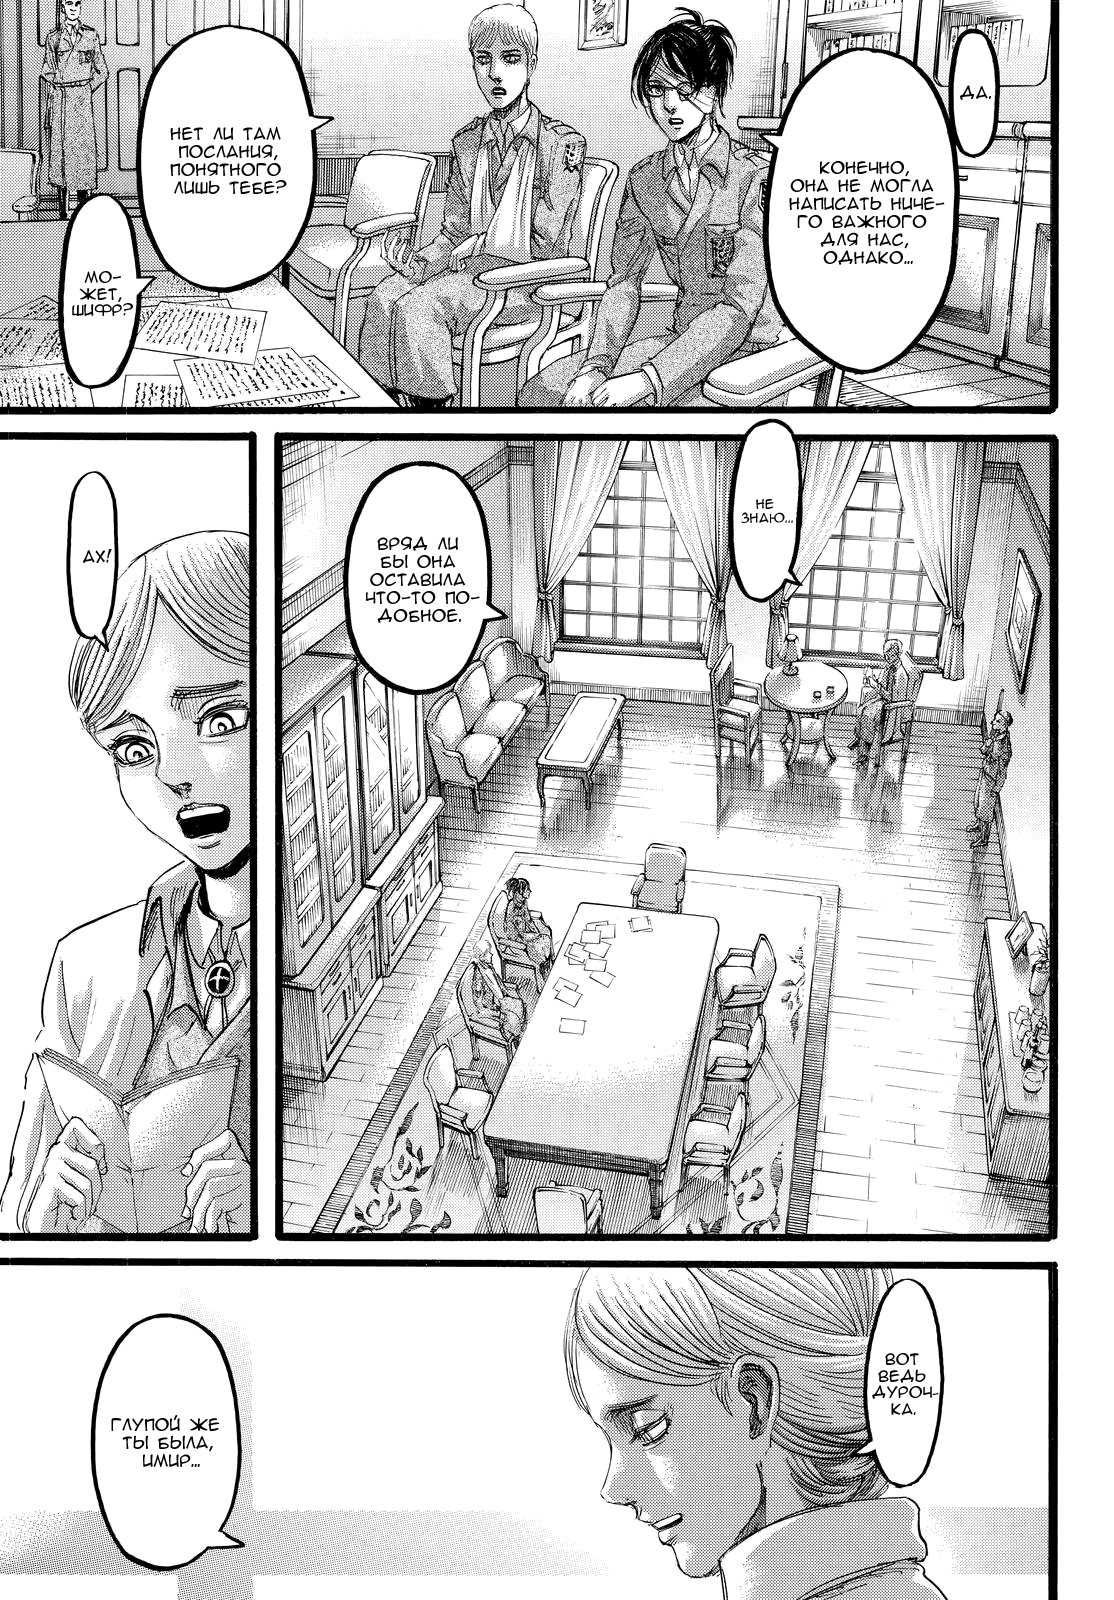 ДА.
КОНЕЧНО,
ОНА НЕ МОГЛА
НАПИСАТЬ НИЧЕ-
ГО ВАЖНОГО
ДЛЯ НАС,
ОДНАКО...
НЕТ ЛИ ТАМ
ПОСЛАНИЯ,
ПОНЯТНОГО
ЛИШЬ ТЕБЕ?
МО-
ЖЕТ,
ШИФР?
НЕ
ЗНАЮ...
ВРЯД ЛИ
БЫ ОНА
ОСТАВИЛА
ЧТО-ТО ПО-
ДОБНОЕ.
АХ!
ВОТ
ВЕДЬ
ДУРОЧ-
КА.
ГЛУПОЙ ЖЕ
ТЫ БЫЛА,
ИМИР...